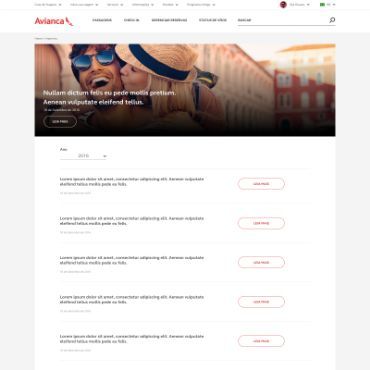 Avianca
PASSAGENS CHECK-IN GERENCIAR RESERVAS STATUS DE VOOS BUSCAR
Nullam dictum felis eu pede mollis pretium.
Aenean vulputate eleifend tellus.
LEIA MAIS
Ano
2016
Lorem ipsum dolor sit amet, consectetur adipiscing elit. Aenean vulputate
eleifend tellus mollis pede eu felis.
LEIA MAIS
Lorem ipsum dolor sit amet, consectetur adipiscing elit. Aenean vulputate
eleifend tellus mollis pede eu felis.
LEIA MAIS
Lorem ipsum dolor sit amet, consectetur adipiscing elit. Aenean vulputate
eleifend tellus mollis pede eu felis.
LEIA MAIS
Lorem ipsum dolor sit amet, consectetur adipiscing elit. Aenean vulputate
eleifend tellus mollis pede eu felis.
LEIA MAIS
Lorem ipsum dolor sit amet, consectetur adipiscing elit. Aenean vulputate
eleifend tellus mollis pede eu felis.
LEIA MAIS